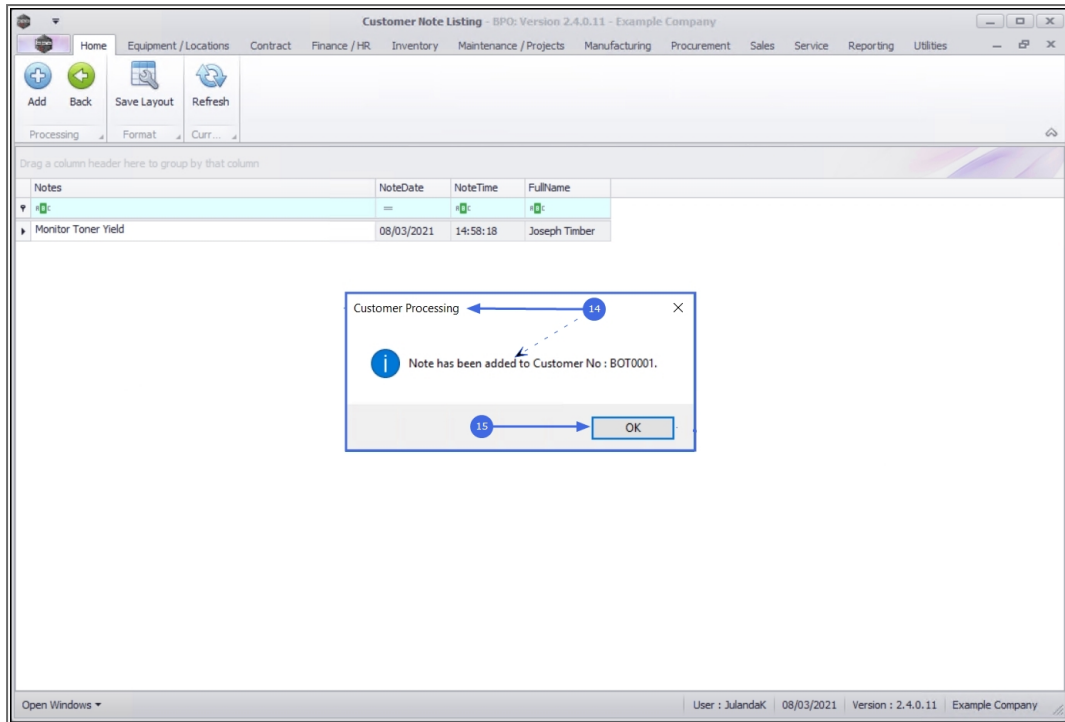 Customer Note Listing - BPO: Version 2.4.0.11 - Example Company
Home Equipment / Locations Contract Finance / HR Inventory Maintenance / Projects Manufacturing Procurement Sales Service Reporting Utilities
Add Back Save Layout Refresh
Processing Format Curr...
Drag a column header here to group by that column
Notes NoteDate NoteTime FullName
Monitor Toner Yield 08/03/2021 14:58:18 Joseph Timber
Customer Processing 14
Note has been added to Customer No : BOT0001.
15 OK
Open Windows User : JulandaK 08/03/2021 Version : 2.4.0.11 Example Company